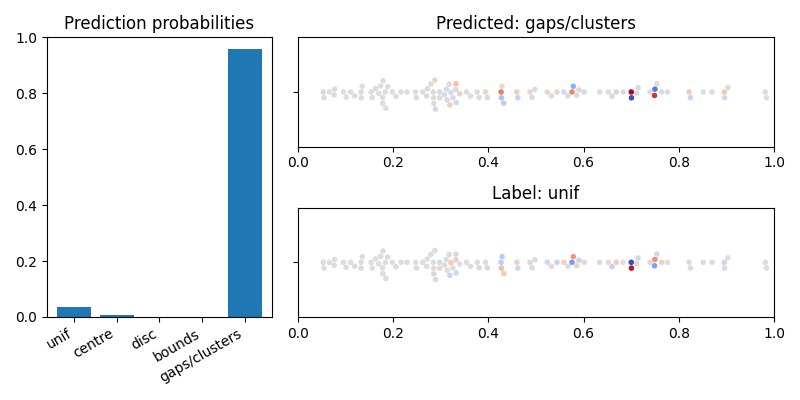 Prediction probabilities
1.0
0.8
0.6
0.4
0.2
0.0
unif
centre
disc
bounds
gaps/clusters
Predicted: gaps/clusters
0.0 0.2 0.4 0.6 0.8 1.0
Label: unif
0.0 0.2 0.4 0.6 0.8 1.0